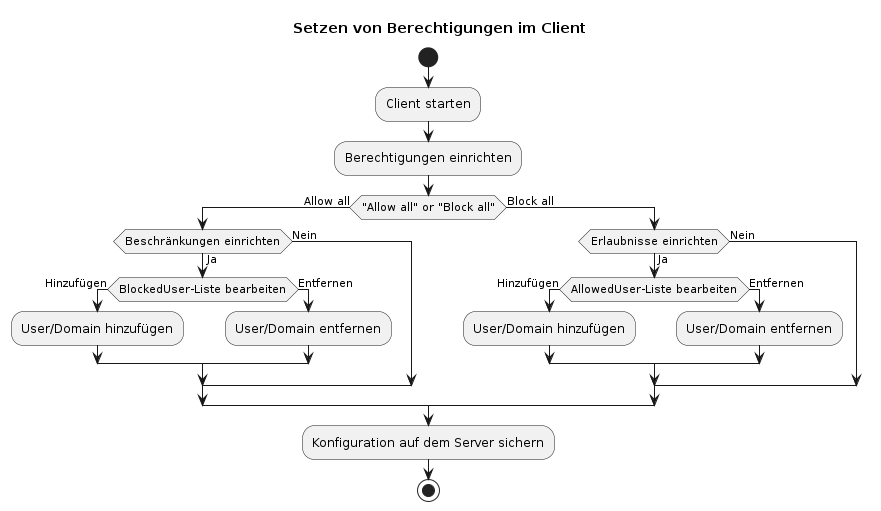 Setzen von Berechtigungen im Client
Client starten
Berechtigungen einrichten
Allow all
"Allow all" or "Block all"
Block all
Beschränkungen einrichten
Nein
Ja
Hinzufügen
BlockedUser-Liste bearbeiten
Entfernen
User/Domain hinzufügen
User/Domain entfernen
Erlaubnisse einrichten
Nein
Ja
Hinzufügen
AllowedUser-Liste bearbeiten
Entfernen
User/Domain hinzufügen
User/Domain entfernen
Konfiguration auf dem Server sichern